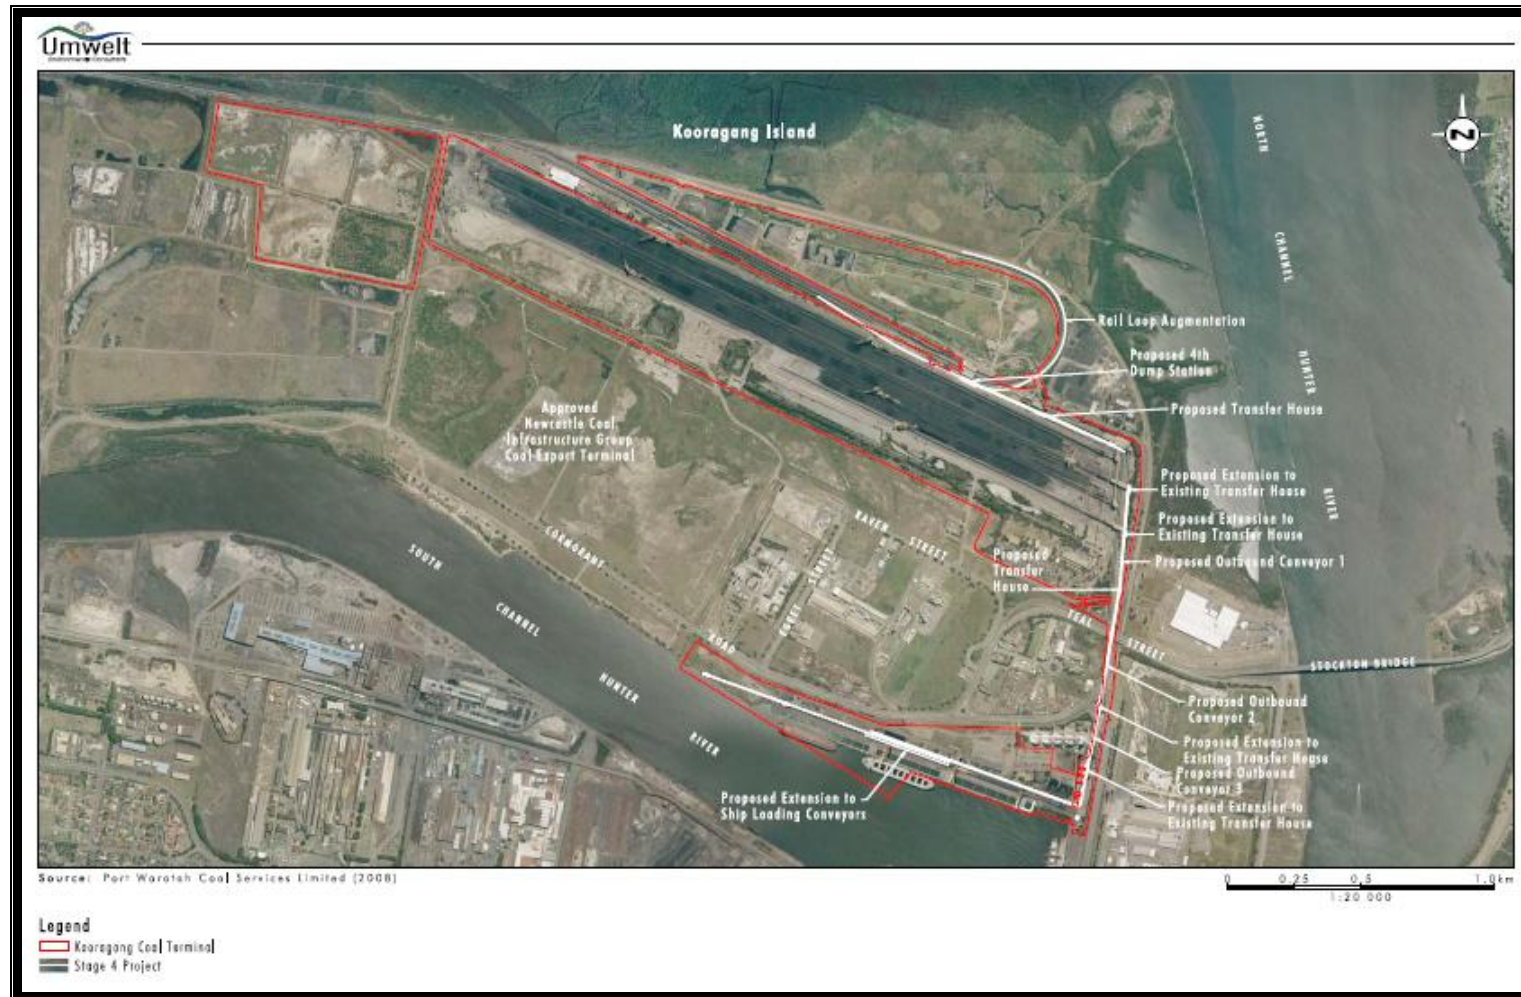 Umwelt
Environmental Consultants
Kooragang Island
NORTH
CHANNEL
HUNTER
RIVER
Rail Loop Augmentation
Proposed 4th
Dump Station
Proposed Transfer House
Approved
Newcastle Coal
Infrastructure Group
Coal Export Terminal
Proposed Extension to
Existing Transfer House
Proposed Extension to
Existing Transfer House
Proposed Outbound Conveyor 1
Proposed
Transfer
House
RAVEN STREET
CORMORANT
ROAD
EGRET STREET
TEAL STREET
STOCKTON BRIDGE
SOUTH
CHANNEL
HUNTER
RIVER
Proposed Outbound
Conveyor 2
Proposed Extension to
Existing Transfer House
Proposed Outbound
Conveyor 3
Proposed Extension to
Existing Transfer House
Proposed Extension to
Ship Loading Conveyors
N
Source: Port Waratah Coal Services Limited (2008)
0 0.25 0.5 1.0km
1:20 000
Legend
Kooragang Coal Terminal
Stage 4 Project